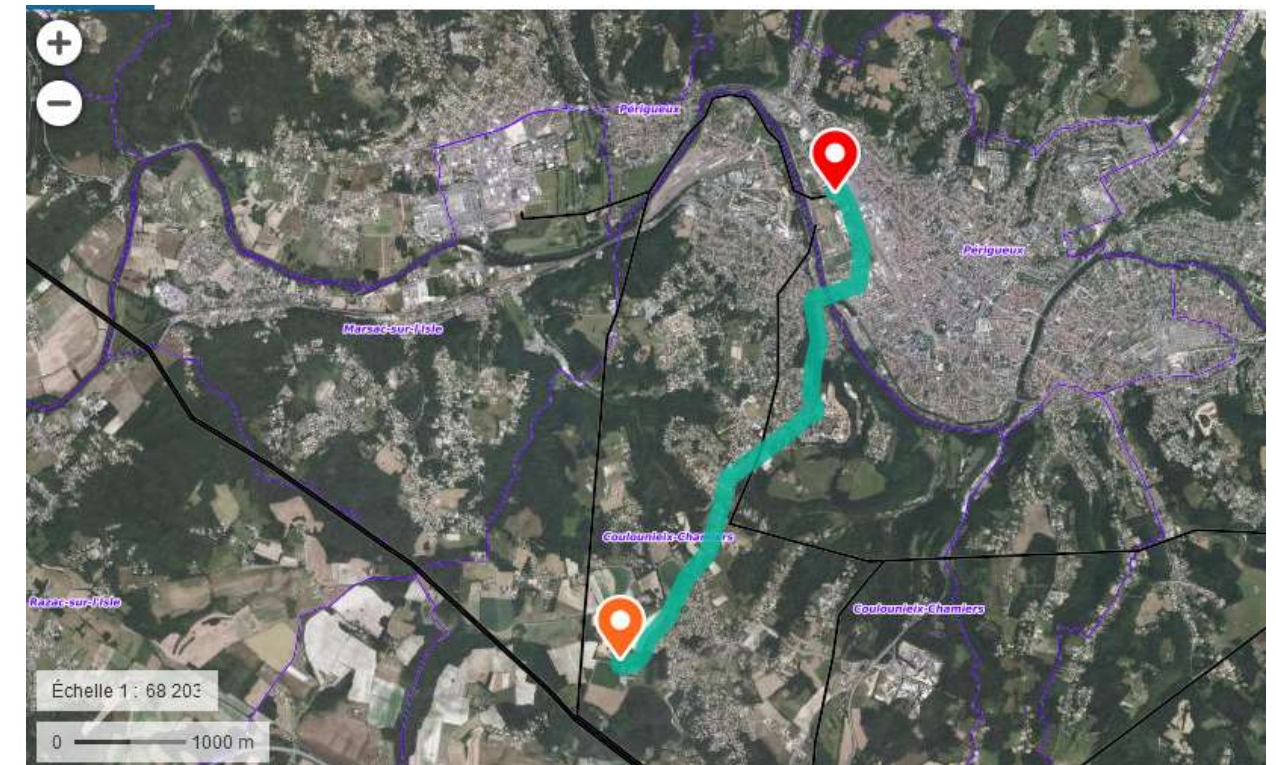 +
−
Périgueux
Périgueux
Marsac-sur-l'Isle
Coulounieix-Chamiers
Razac-sur-l'Isle
Coulounieix-Chamiers
Échelle 1 : 68 203
0 1000 m